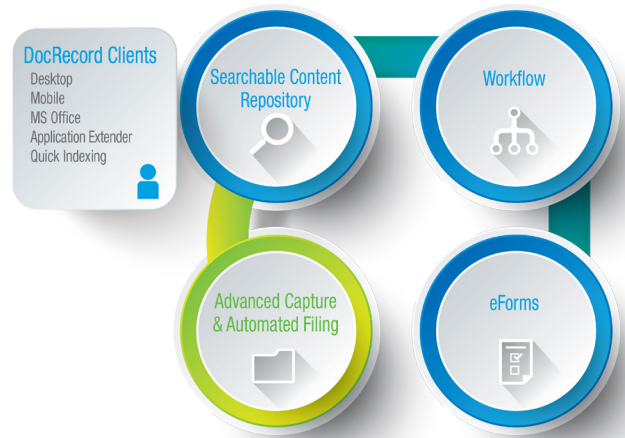 DocRecord Clients
Desktop
Mobile
MS Office
Application Extender
Quick Indexing
Searchable Content
Repository
Workflow
Advanced Capture
& Automated Filing
eForms